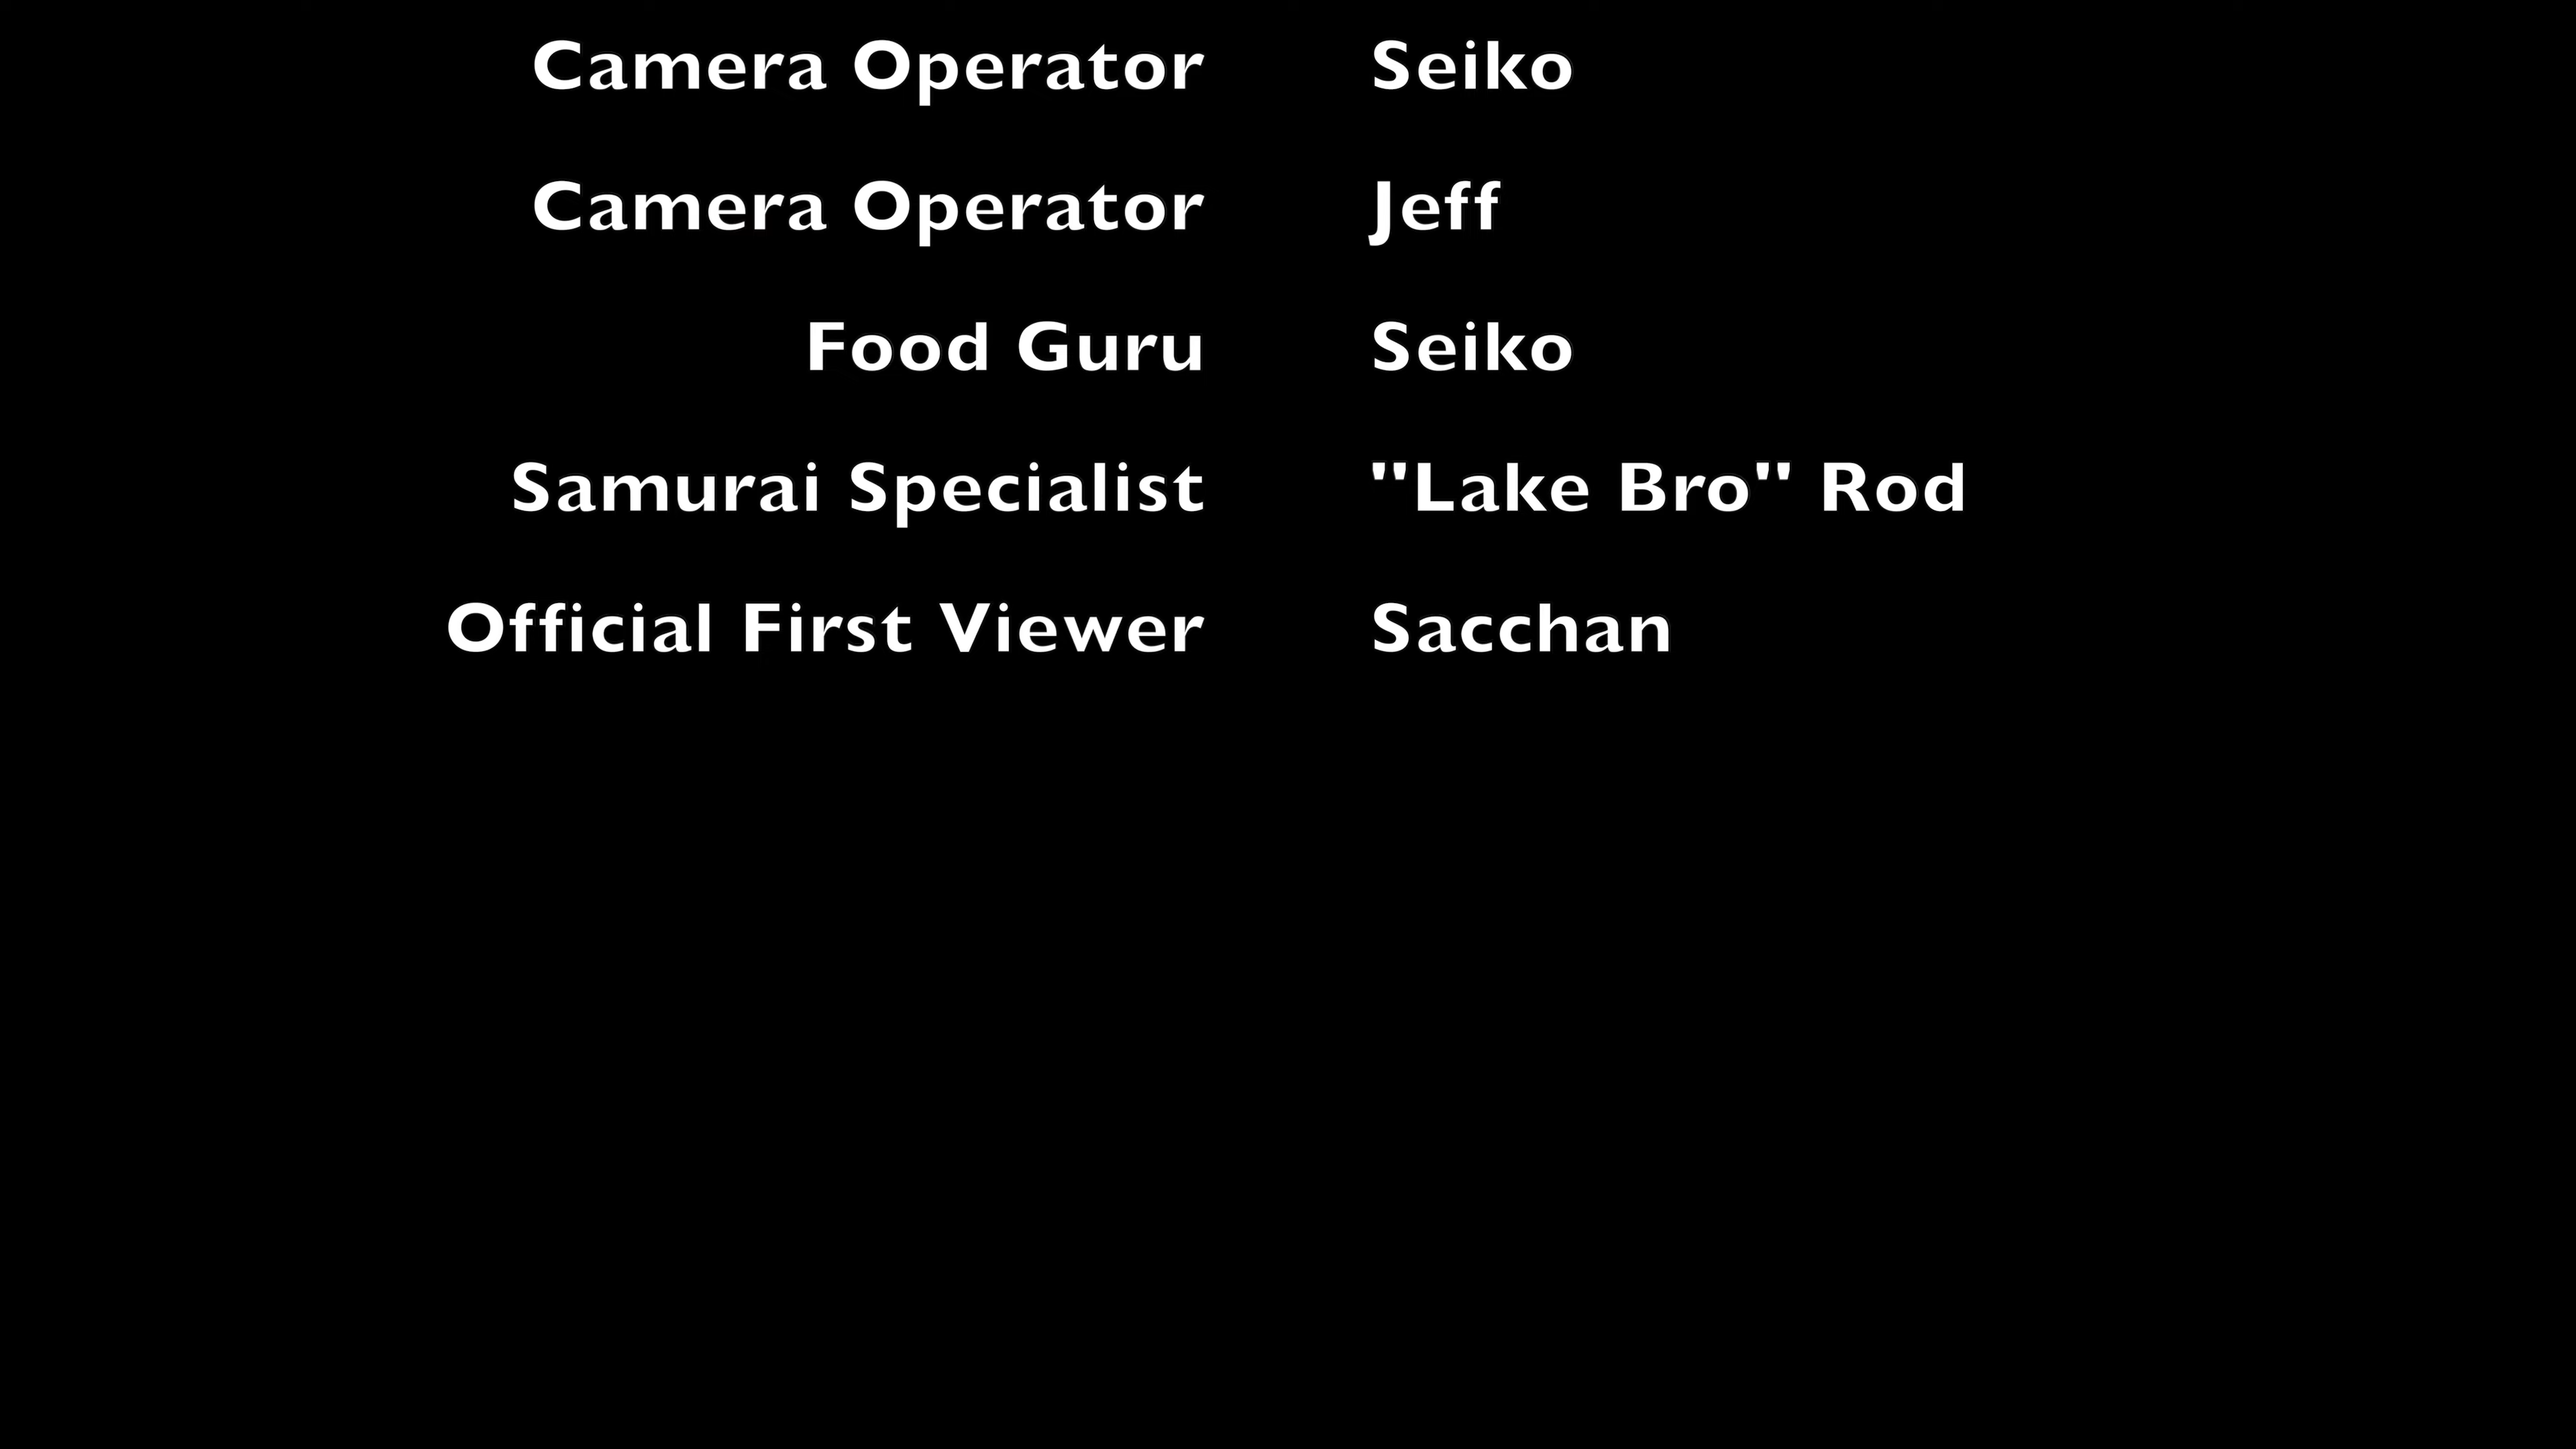 Camera Operator Seiko
Camera Operator Jeff
Food Guru Seiko
Samurai Specialist "Lake Bro" Rod
Official First Viewer Sacchan